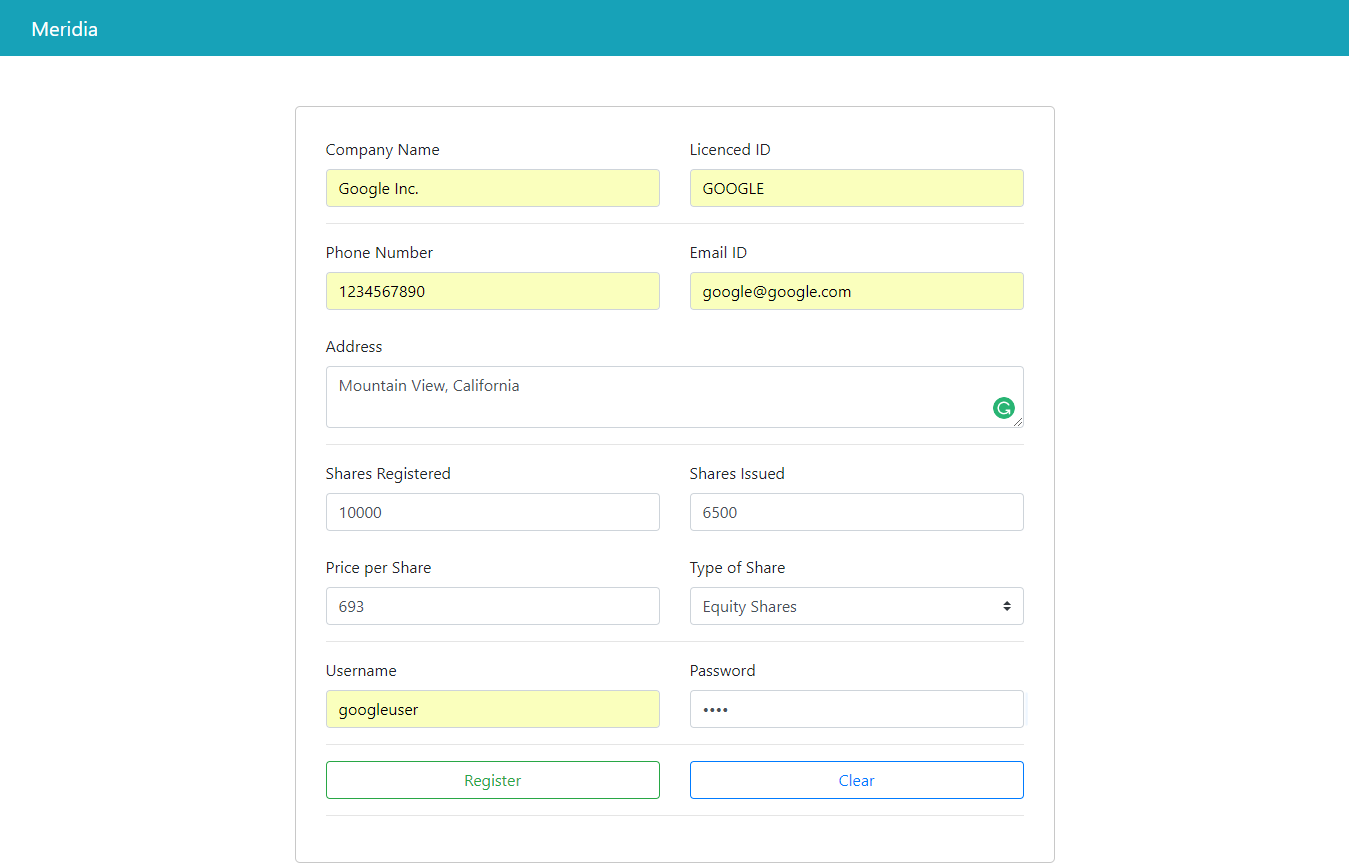 Meridia
Company Name
Licenced ID
Google Inc.
GOOGLE
Phone Number
Email ID
1234567890
google@google.com
Address
Mountain View, California
Shares Registered
Shares Issued
10000
6500
Price per Share
Type of Share
693
Equity Shares
Username
Password
googleuser
••••
Register
Clear